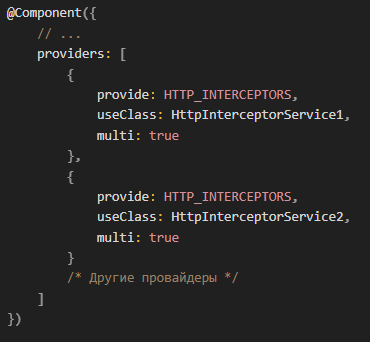 @Component({
    // ...
    providers: [
        {
            provide: HTTP_INTERCEPTORS,
            useClass: HttpInterceptorService1,
            multi: true
        },
        {
            provide: HTTP_INTERCEPTORS,
            useClass: HttpInterceptorService2,
            multi: true
        }
        /* Другие провайдеры */
    ]
})